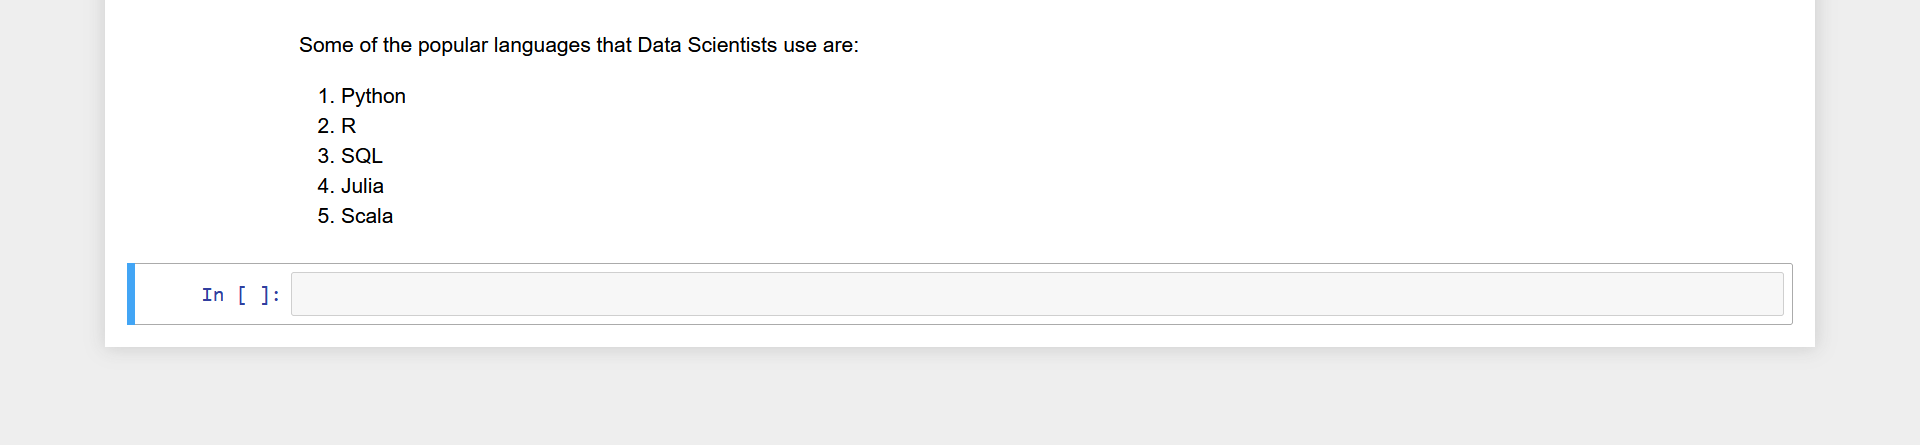 Some of the popular languages that Data Scientists use are:
1. Python
2. R
3. SQL
4. Julia
5. Scala
In [ ]: